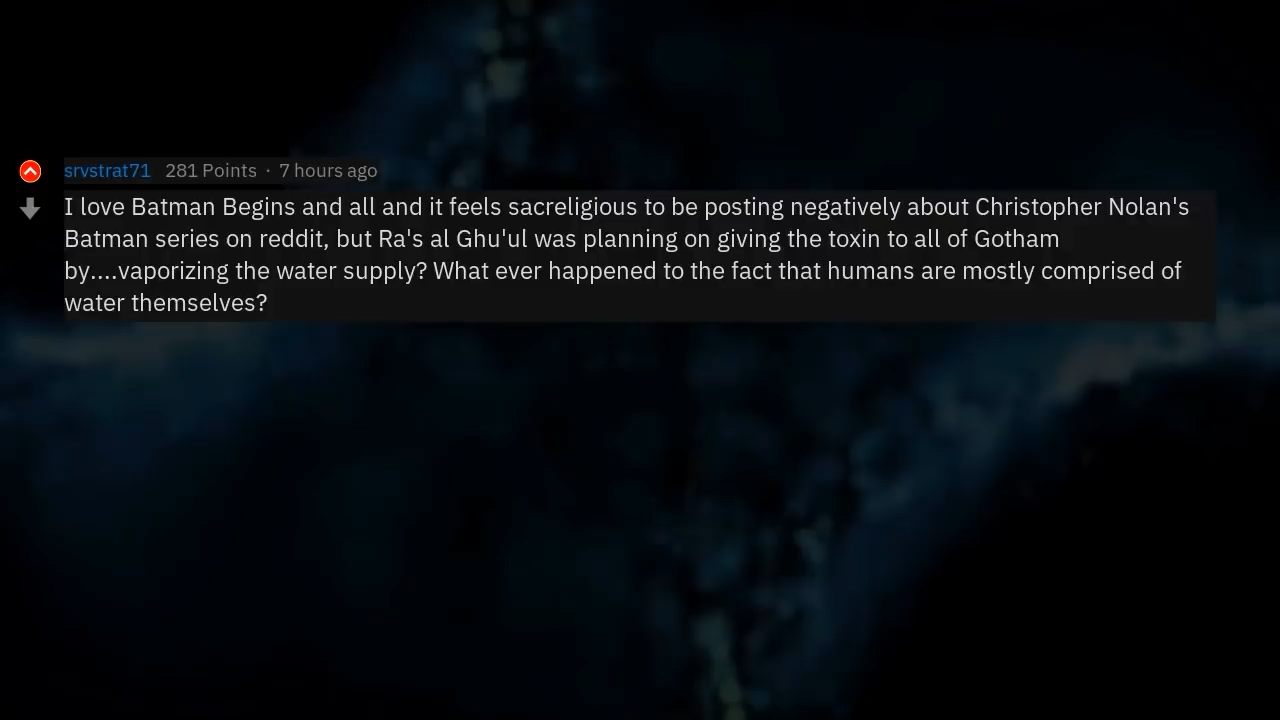 srvstrat71 281 Points · 7 hours ago
I love Batman Begins and all and it feels sacreligious to be posting negatively about Christopher Nolan's
Batman series on reddit, but Ra's al Ghu'ul was planning on giving the toxin to all of Gotham
by....vaporizing the water supply? What ever happened to the fact that humans are mostly comprised of
water themselves?